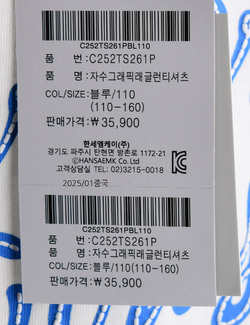 C252TS261PBL110
품 번:C252TS261P
품 명:자수그래픽래글런티셔츠
COL/SIZE:블루/110
(110-160)
판매가격:₩35,900
한세엠케이(주)
경기도 파주시 탄현면 방촌로 1172-21
ⓒHANSAEMK Co. Ltd
고객상담실 TEL: 02)3215-0018
2025/01중국
C252TS261PBL110
품 번:C252TS261P
품 명:자수그래픽래글런티셔츠
COL/SIZE:블루/110(110-160)
판매가격:₩35,900